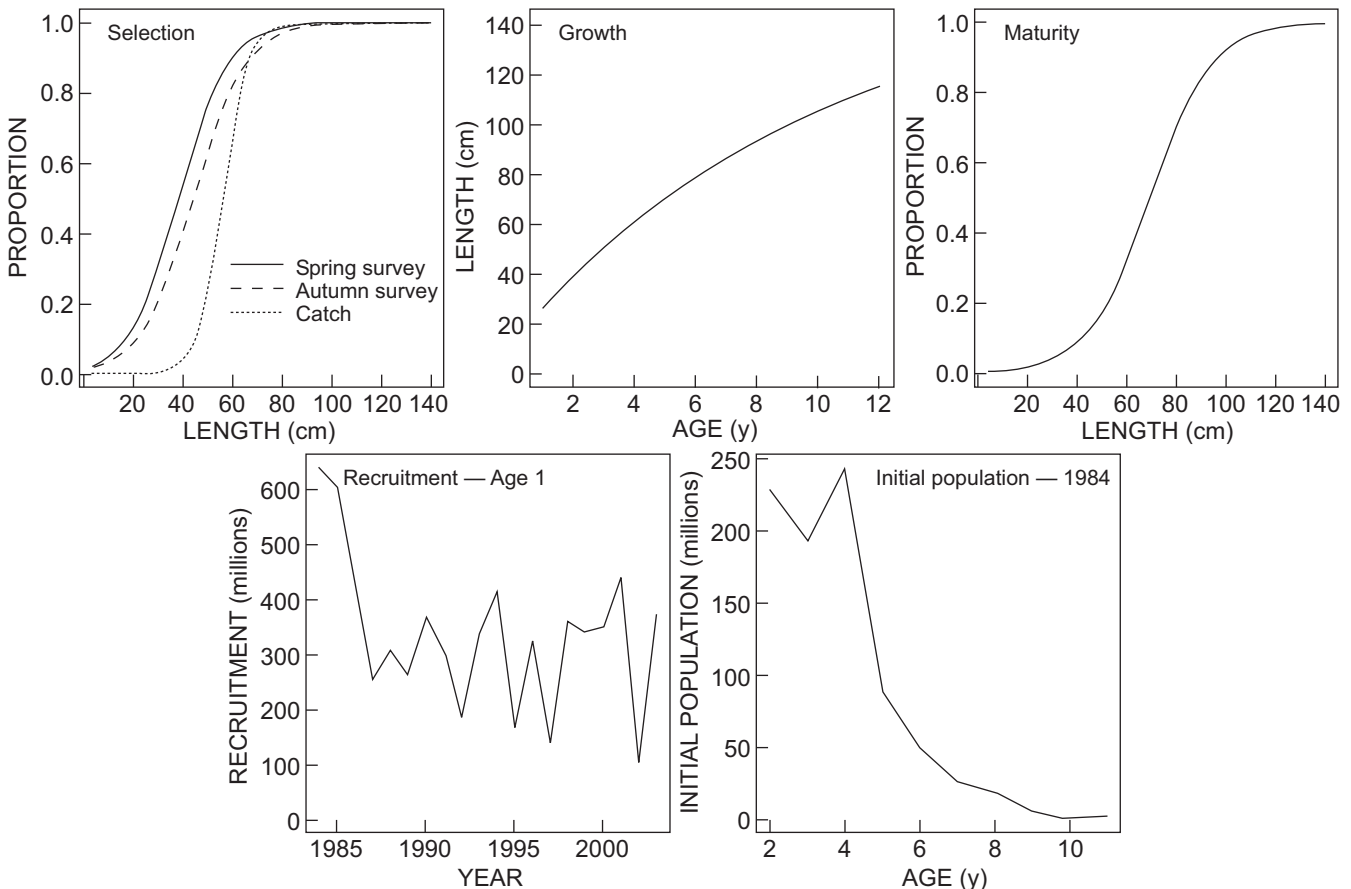 Selection
PROPORTION
1.0
0.8
0.6
0.4
0.2
0.0
Spring survey
Autumn survey
Catch
20 40 60 80 100 120 140
LENGTH (cm)
Growth
LENGTH (cm)
140
120
100
80
60
40
20
0
2 4 6 8 10 12
AGE (y)
Maturity
PROPORTION
1.0
0.8
0.6
0.4
0.2
0.0
20 40 60 80 100 120 140
LENGTH (cm)
Recruitment — Age 1
RECRUITMENT (millions)
600
500
400
300
200
100
0
1985 1990 1995 2000
YEAR
Initial population — 1984
INITIAL POPULATION (millions)
250
200
150
100
50
0
2 4 6 8 10
AGE (y)